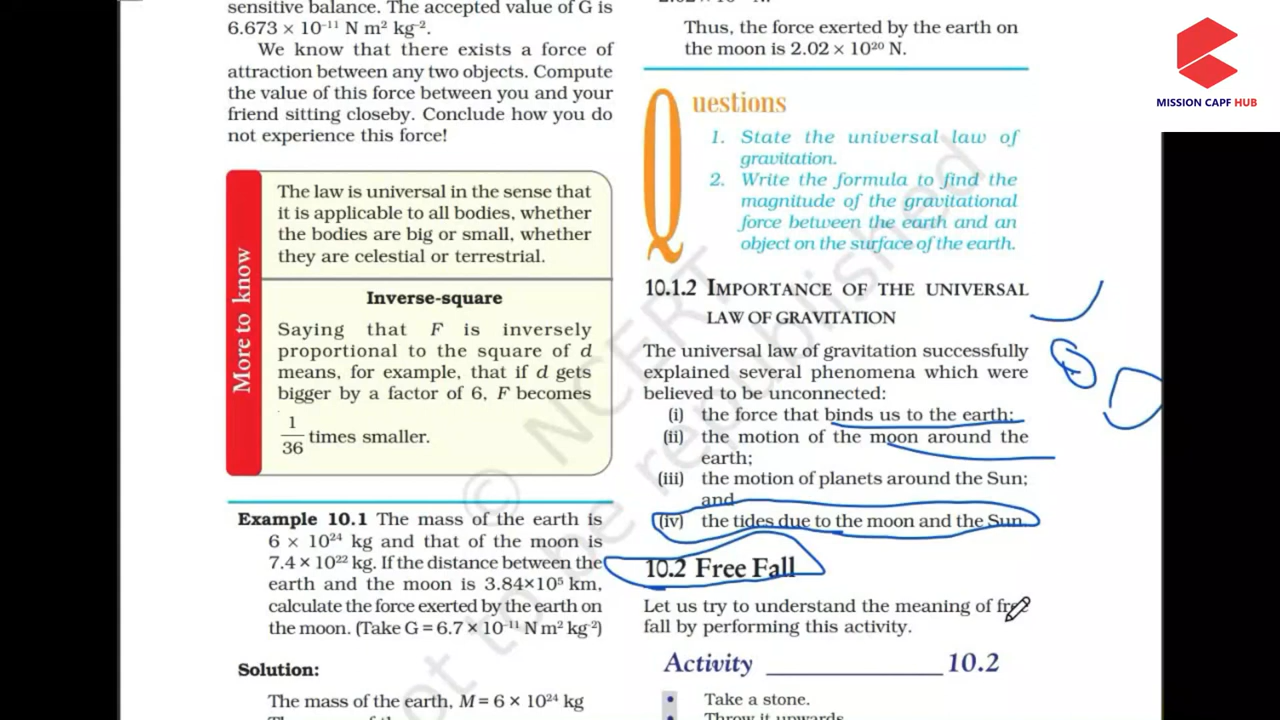 sensitive balance. The accepted value of G is
6.673 × 10⁻¹¹ N m² kg⁻².
We know that there exists a force of
attraction between any two objects. Compute
the value of this force between you and your
friend sitting closeby. Conclude how you do
not experience this force!
More to know
The law is universal in the sense that
it is applicable to all bodies, whether
the bodies are big or small, whether
they are celestial or terrestrial.
Inverse-square
Saying that F is inversely
proportional to the square of d
means, for example, that if d gets
bigger by a factor of 6, F becomes
1/36 times smaller.
Example 10.1 The mass of the earth is
6 × 10²⁴ kg and that of the moon is
7.4 × 10²² kg. If the distance between the
earth and the moon is 3.84×10⁵ km,
calculate the force exerted by the earth on
the moon. (Take G = 6.7 × 10⁻¹¹ N m² kg⁻²)
Solution:
The mass of the earth, M = 6 × 10²⁴ kg
Thus, the force exerted by the earth on
the moon is 2.02 × 10²⁰ N.
Questions
1. State the universal law of
gravitation.
2. Write the formula to find the
magnitude of the gravitational
force between the earth and an
object on the surface of the earth.
10.1.2 IMPORTANCE OF THE UNIVERSAL
LAW OF GRAVITATION
The universal law of gravitation successfully
explained several phenomena which were
believed to be unconnected:
(i) the force that binds us to the earth;
(ii) the motion of the moon around the
earth;
(iii) the motion of planets around the Sun;
and
(iv) the tides due to the moon and the Sun.
10.2 Free Fall
Let us try to understand the meaning of free
fall by performing this activity.
Activity ______________ 10.2
• Take a stone.
• Throw it upwards.
© NCERT
not to be republished
MISSION CAPF HUB